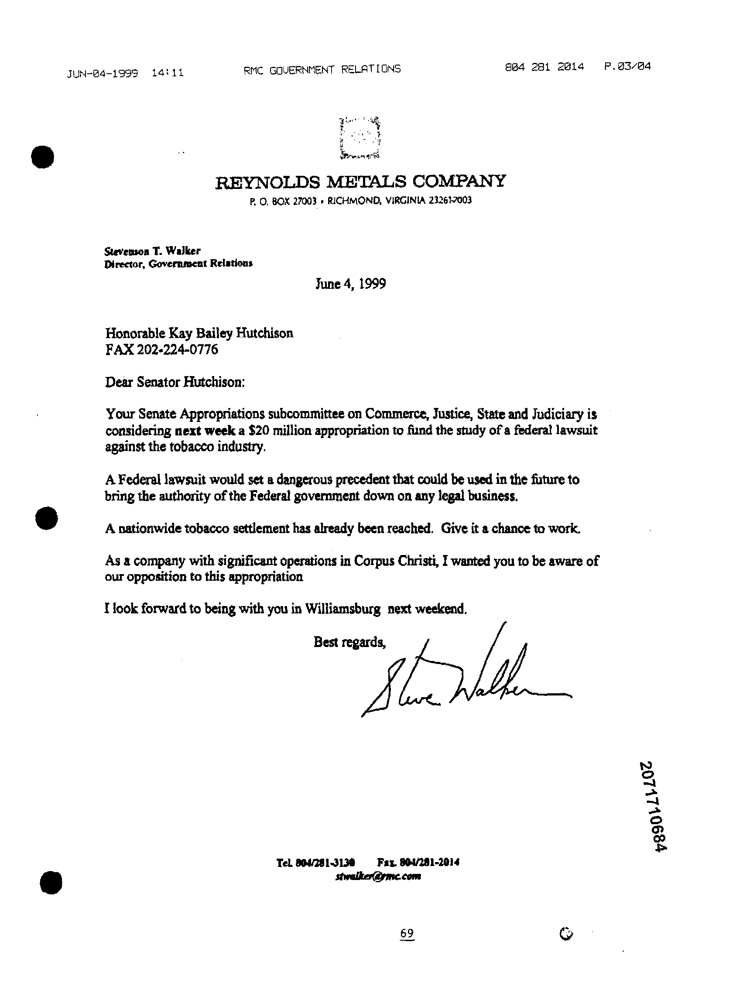 JUN-04-1999 14:11 RMC GOVERNMENT RELATIONS 804 281 2014 P.03/04
REYNOLDS METALS COMPANY
P. O. BOX 27003 • RICHMOND, VIRGINIA 23261-7003
Stevenson T. Walker
Director, Government Relations
June 4, 1999
Honorable Kay Bailey Hutchison
FAX 202-224-0776
Dear Senator Hutchison:
Your Senate Appropriations subcommittee on Commerce, Justice, State and Judiciary is
considering next week a $20 million appropriation to fund the study of a federal lawsuit
against the tobacco industry.
A Federal lawsuit would set a dangerous precedent that could be used in the future to
bring the authority of the Federal government down on any legal business.
A nationwide tobacco settlement has already been reached. Give it a chance to work.
As a company with significant operations in Corpus Christi, I wanted you to be aware of
our opposition to this appropriation
I look forward to being with you in Williamsburg next weekend.
Best regards,
Steve Walker
2071710684
Tel. 804/281-3130 Fax. 804/281-2014
stwalker@rmc.com
69